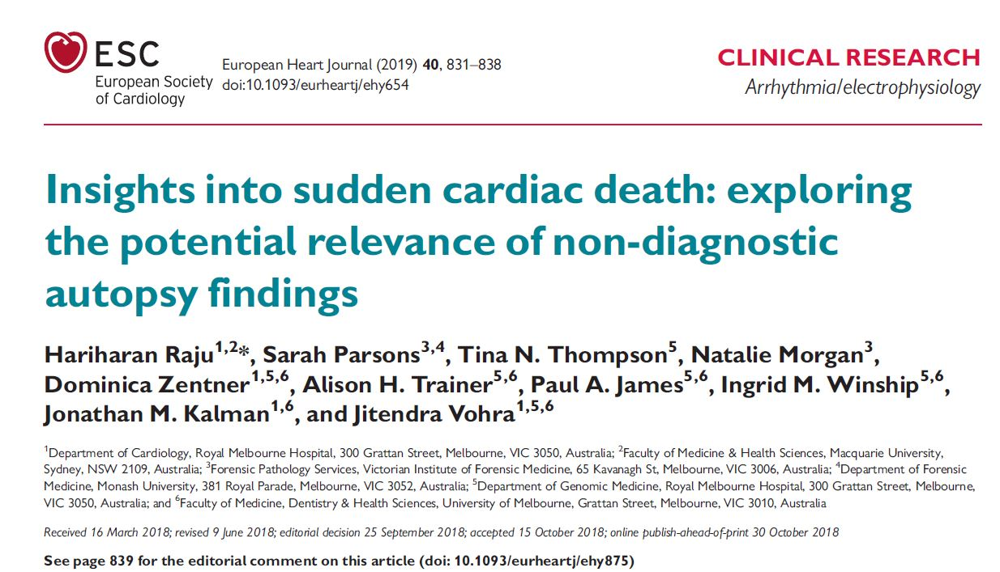 ESC
European Society
of Cardiology
European Heart Journal (2019) 40, 831–838
doi:10.1093/eurheartj/ehy654
CLINICAL RESEARCH
Arrhythmia/electrophysiology
Insights into sudden cardiac death: exploring
the potential relevance of non-diagnostic
autopsy findings
Hariharan Raju1,2*, Sarah Parsons3,4, Tina N. Thompson5, Natalie Morgan3,
Dominica Zentner1,5,6, Alison H. Trainer5,6, Paul A. James5,6, Ingrid M. Winship5,6,
Jonathan M. Kalman1,6, and Jitendra Vohra1,5,6
1Department of Cardiology, Royal Melbourne Hospital, 300 Grattan Street, Melbourne, VIC 3050, Australia; 2Faculty of Medicine & Health Sciences, Macquarie University,
Sydney, NSW 2109, Australia; 3Forensic Pathology Services, Victorian Institute of Forensic Medicine, 65 Kavanagh St, Melbourne, VIC 3006, Australia; 4Department of Forensic
Medicine, Monash University, 381 Royal Parade, Melbourne, VIC 3052, Australia; 5Department of Genomic Medicine, Royal Melbourne Hospital, 300 Grattan Street, Melbourne,
VIC 3050, Australia; and 6Faculty of Medicine, Dentistry & Health Sciences, University of Melbourne, Grattan Street, Melbourne, VIC 3010, Australia
Received 16 March 2018; revised 9 June 2018; editorial decision 25 September 2018; accepted 15 October 2018; online publish-ahead-of-print 30 October 2018
See page 839 for the editorial comment on this article (doi: 10.1093/eurheartj/ehy875)